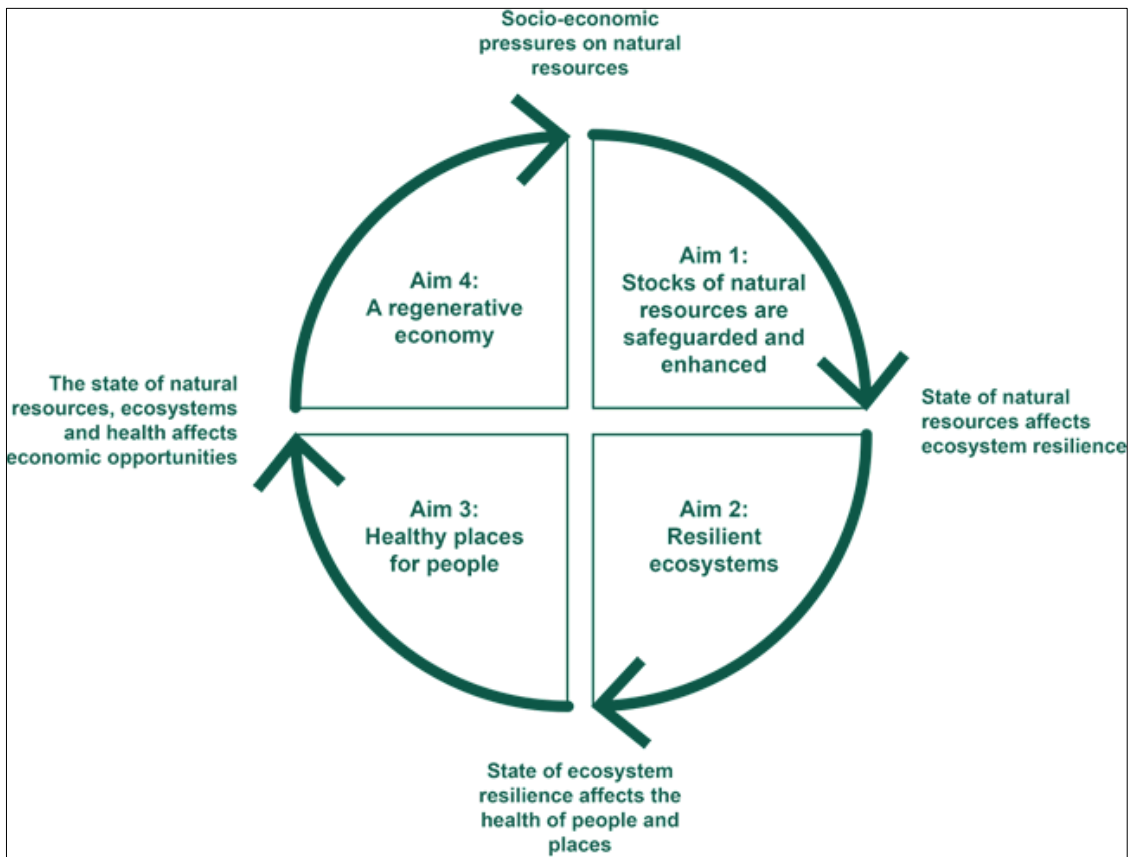 Socio-economic
pressures on natural
resources
Aim 4:
A regenerative
economy
Aim 1:
Stocks of natural
resources are
safeguarded and
enhanced
The state of natural
resources, ecosystems
and health affects
economic opportunities
State of natural
resources affects
ecosystem resilience
Aim 3:
Healthy places
for people
Aim 2:
Resilient
ecosystems
State of ecosystem
resilience affects the
health of people and
places